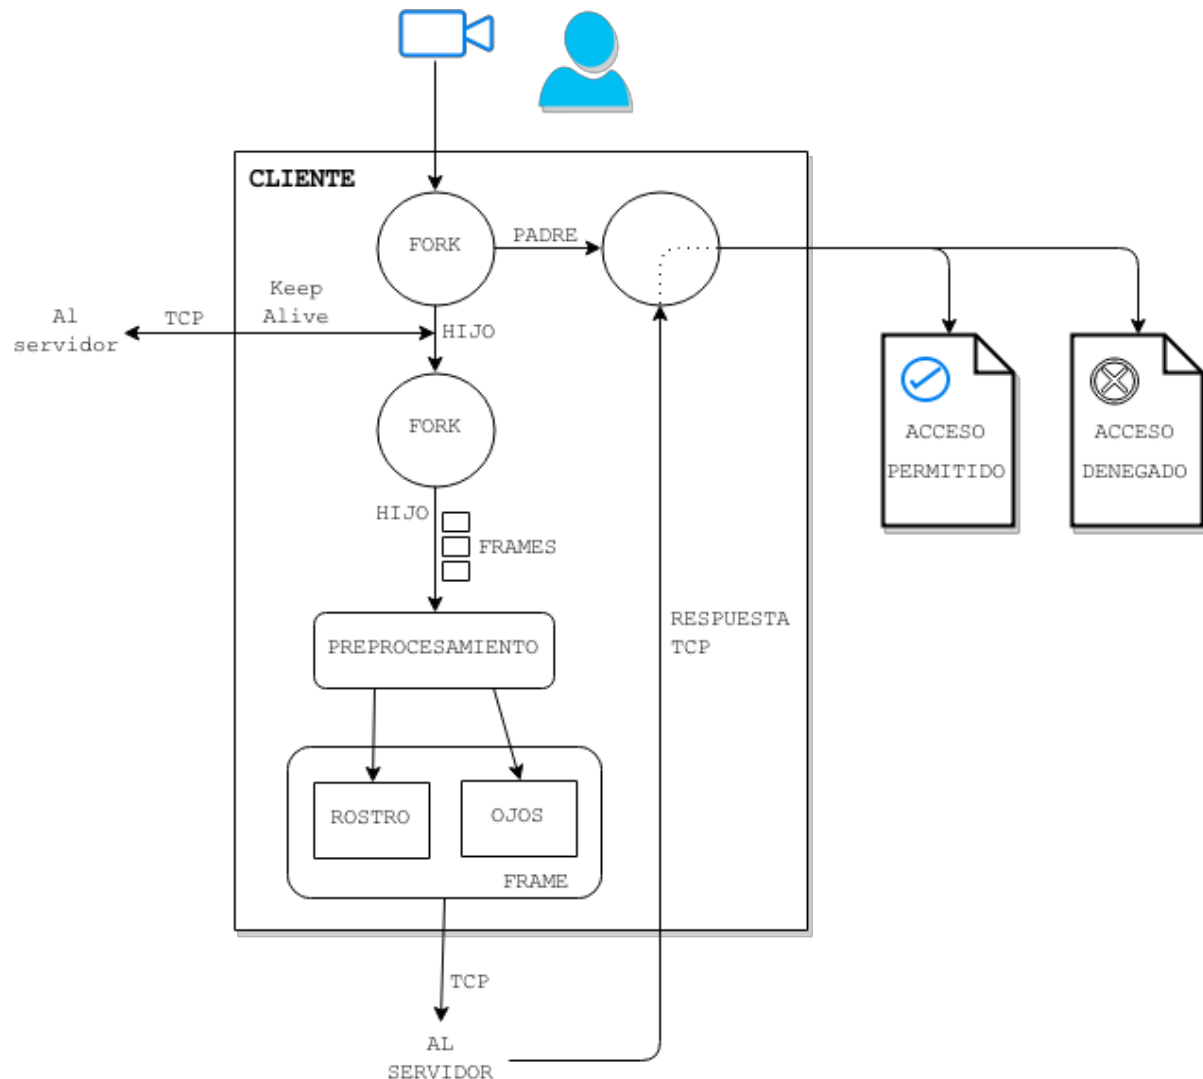 CLIENTE
FORK
PADRE
Keep
Alive
TCP
Al
servidor
HIJO
FORK
ACCESO
PERMITIDO
ACCESO
DENEGADO
HIJO
FRAMES
PREPROCESAMIENTO
RESPUESTA
TCP
ROSTRO
OJOS
FRAME
TCP
AL
SERVIDOR